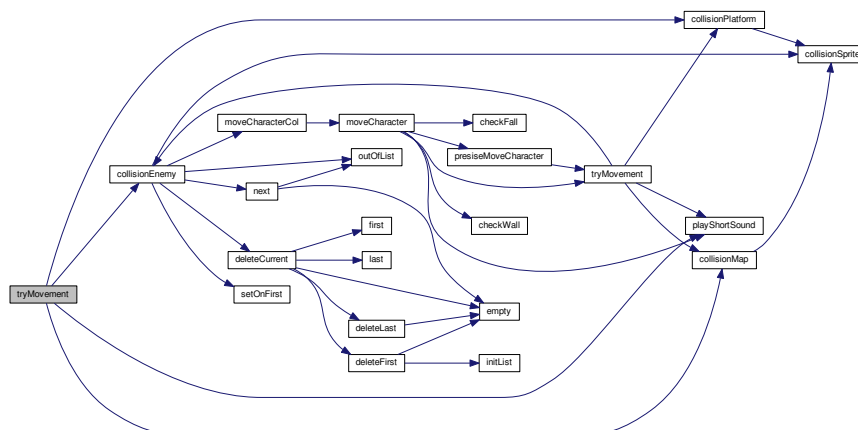 collisionPlatform
collisionSprite
moveCharacterCol
moveCharacter
checkFall
outOfList
presiseMoveCharacter
collisionEnemy
tryMovement
next
first
checkWall
playShortSound
deleteCurrent
last
collisionMap
tryMovement
setOnFirst
empty
deleteLast
deleteFirst
initList